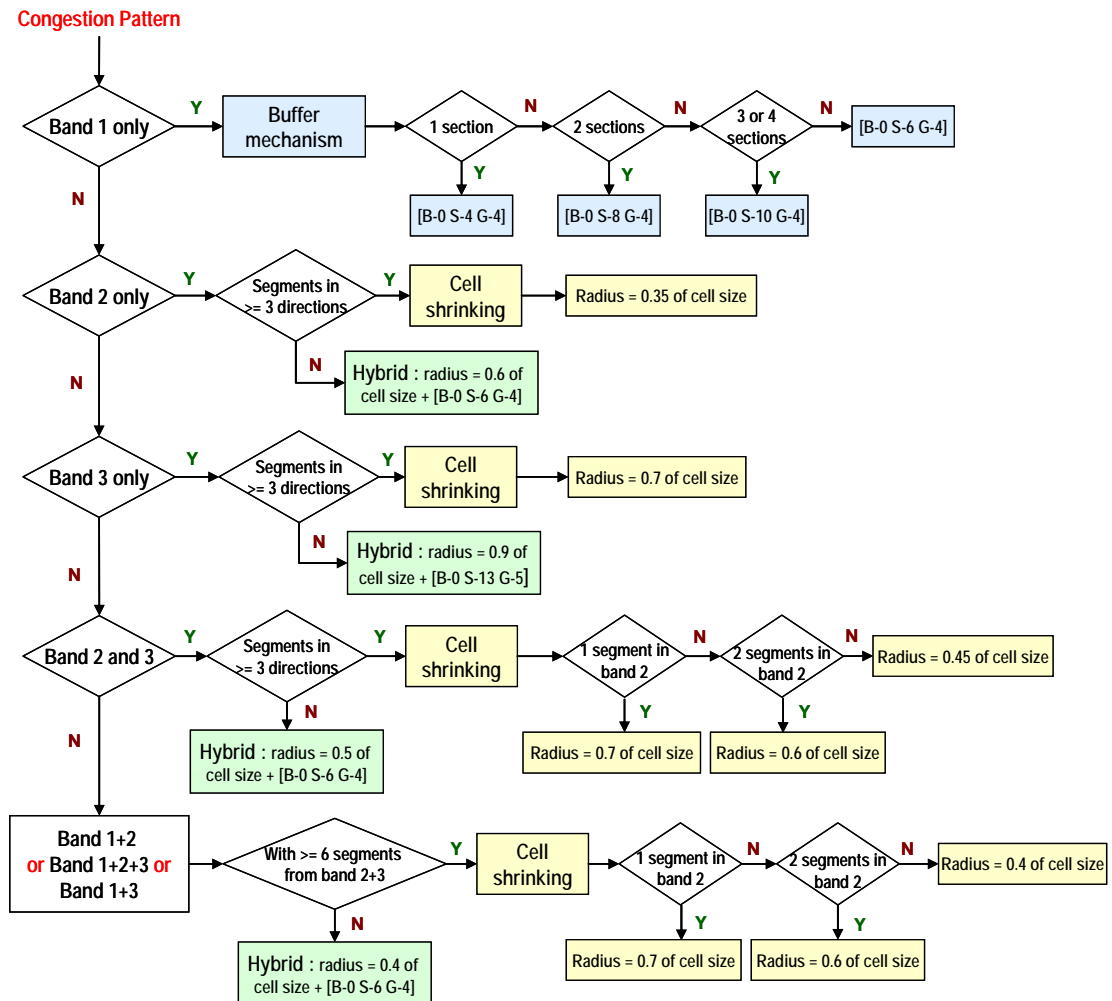 Congestion Pattern
Band 1 only
Y
Buffer
mechanism
1 section
N
2 sections
N
3 or 4
sections
N
[B-0 S-6 G-4]
Y
Y
Y
N
[B-0 S-4 G-4]
[B-0 S-8 G-4]
[B-0 S-10 G-4]
Band 2 only
Y
Segments in
>= 3 directions
Y
Cell
shrinking
Radius = 0.35 of cell size
N
N
Hybrid : radius = 0.6 of
cell size + [B-0 S-6 G-4]
Band 3 only
Y
Segments in
>= 3 directions
Y
Cell
shrinking
Radius = 0.7 of cell size
N
N
Hybrid : radius = 0.9 of
cell size + [B-0 S-13 G-5]
Band 2 and 3
Y
Segments in
>= 3 directions
Y
Cell
shrinking
1 segment in
band 2
N
2 segments in
band 2
N
Radius = 0.45 of cell size
N
N
Y
Y
Hybrid : radius = 0.5 of
cell size + [B-0 S-6 G-4]
Radius = 0.7 of cell size
Radius = 0.6 of cell size
Band 1+2
or Band 1+2+3 or
Band 1+3
With >= 6 segments
from band 2+3
Y
Cell
shrinking
1 segment in
band 2
N
2 segments in
band 2
N
Radius = 0.4 of cell size
N
Y
Y
Hybrid : radius = 0.4 of
cell size + [B-0 S-6 G-4]
Radius = 0.7 of cell size
Radius = 0.6 of cell size